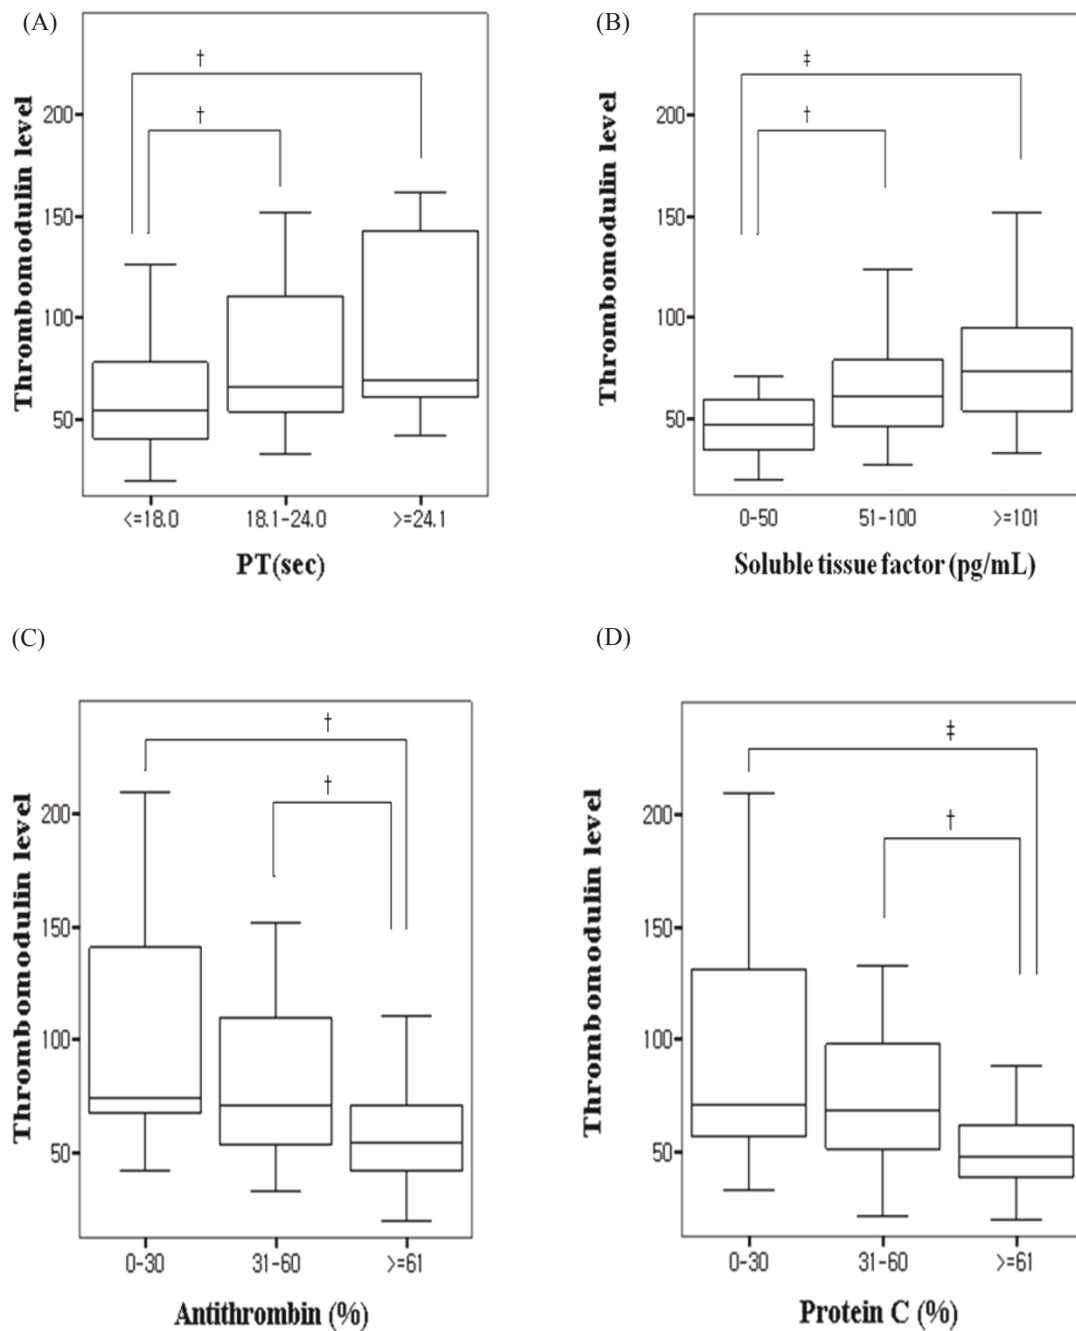 (A)
†
†
Thrombomodulin level
200
150
100
50
<=18.0 18.1-24.0 >=24.1
PT(sec)
(B)
‡
†
Thrombomodulin level
200
150
100
50
0-50 51-100 >=101
Soluble tissue factor (pg/mL)
(C)
†
†
Thrombomodulin level
200
150
100
50
0-30 31-60 >=61
Antithrombin (%)
(D)
‡
†
Thrombomodulin level
200
150
100
50
0-30 31-60 >=61
Protein C (%)